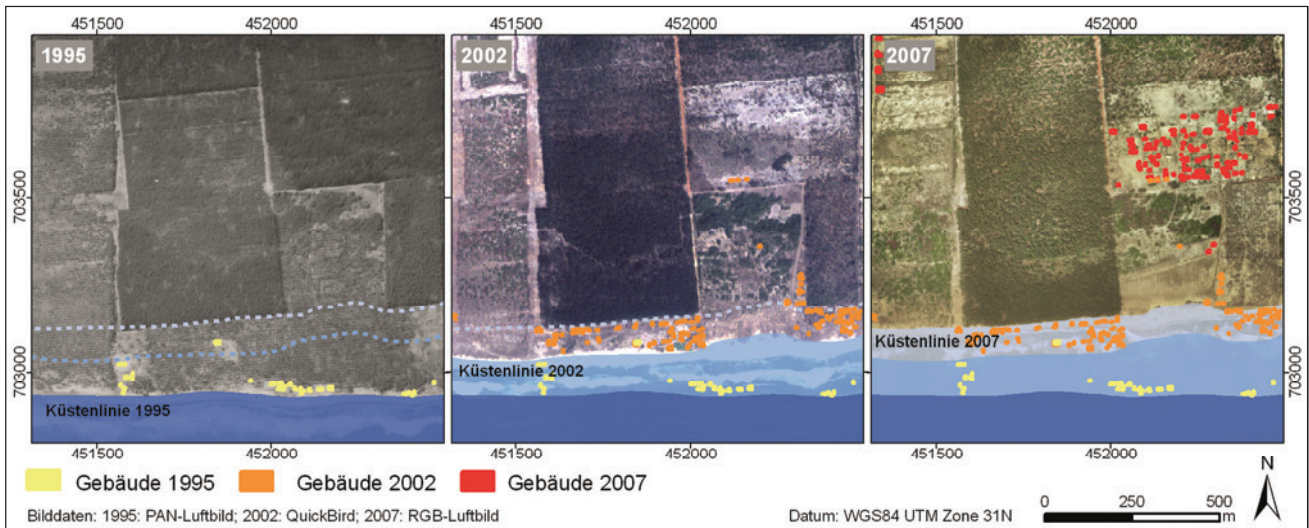 451500 452000 451500 452000 451500 452000
1995 2002 2007
703500 703500
703000 703000
Küstenlinie 1995
Küstenlinie 2002
Küstenlinie 2007
451500 452000 451500 452000 451500 452000
Gebäude 1995 Gebäude 2002 Gebäude 2007
N
0 250 500
m
Bilddaten: 1995: PAN-Luftbild; 2002: QuickBird; 2007: RGB-Luftbild Datum: WGS84 UTM Zone 31N